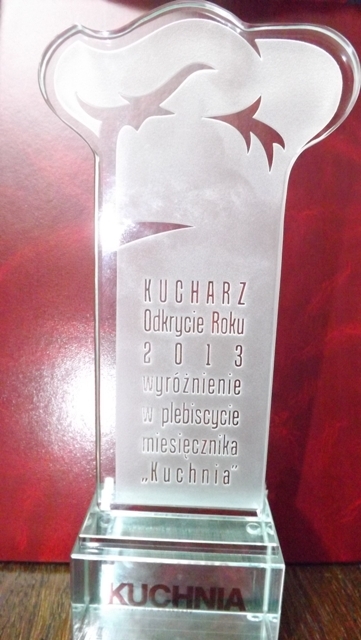 KUCHARZ
Odkrycie Roku
2013
wyróżnienie
w plebiscycie
miesięcznika
„Kuchnia"
KUCHNIA